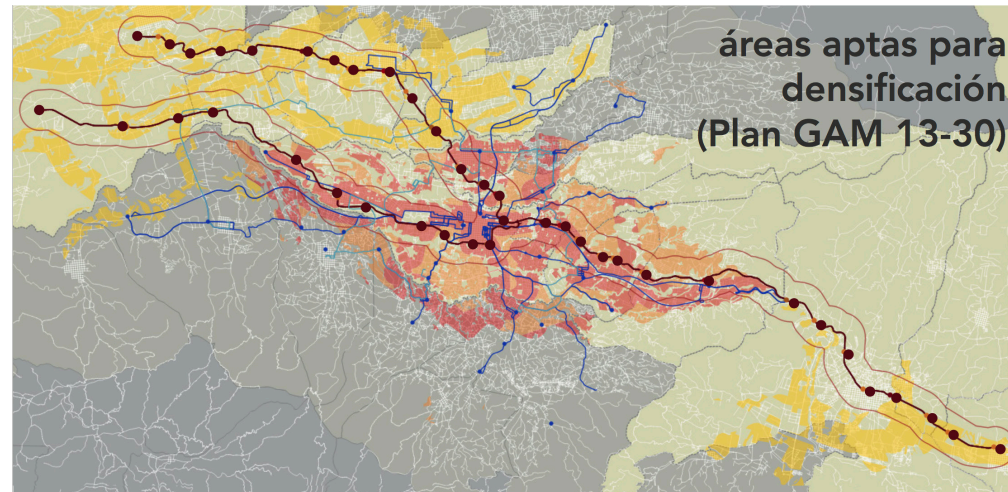 áreas aptas para
densificación
(Plan GAM 13-30)